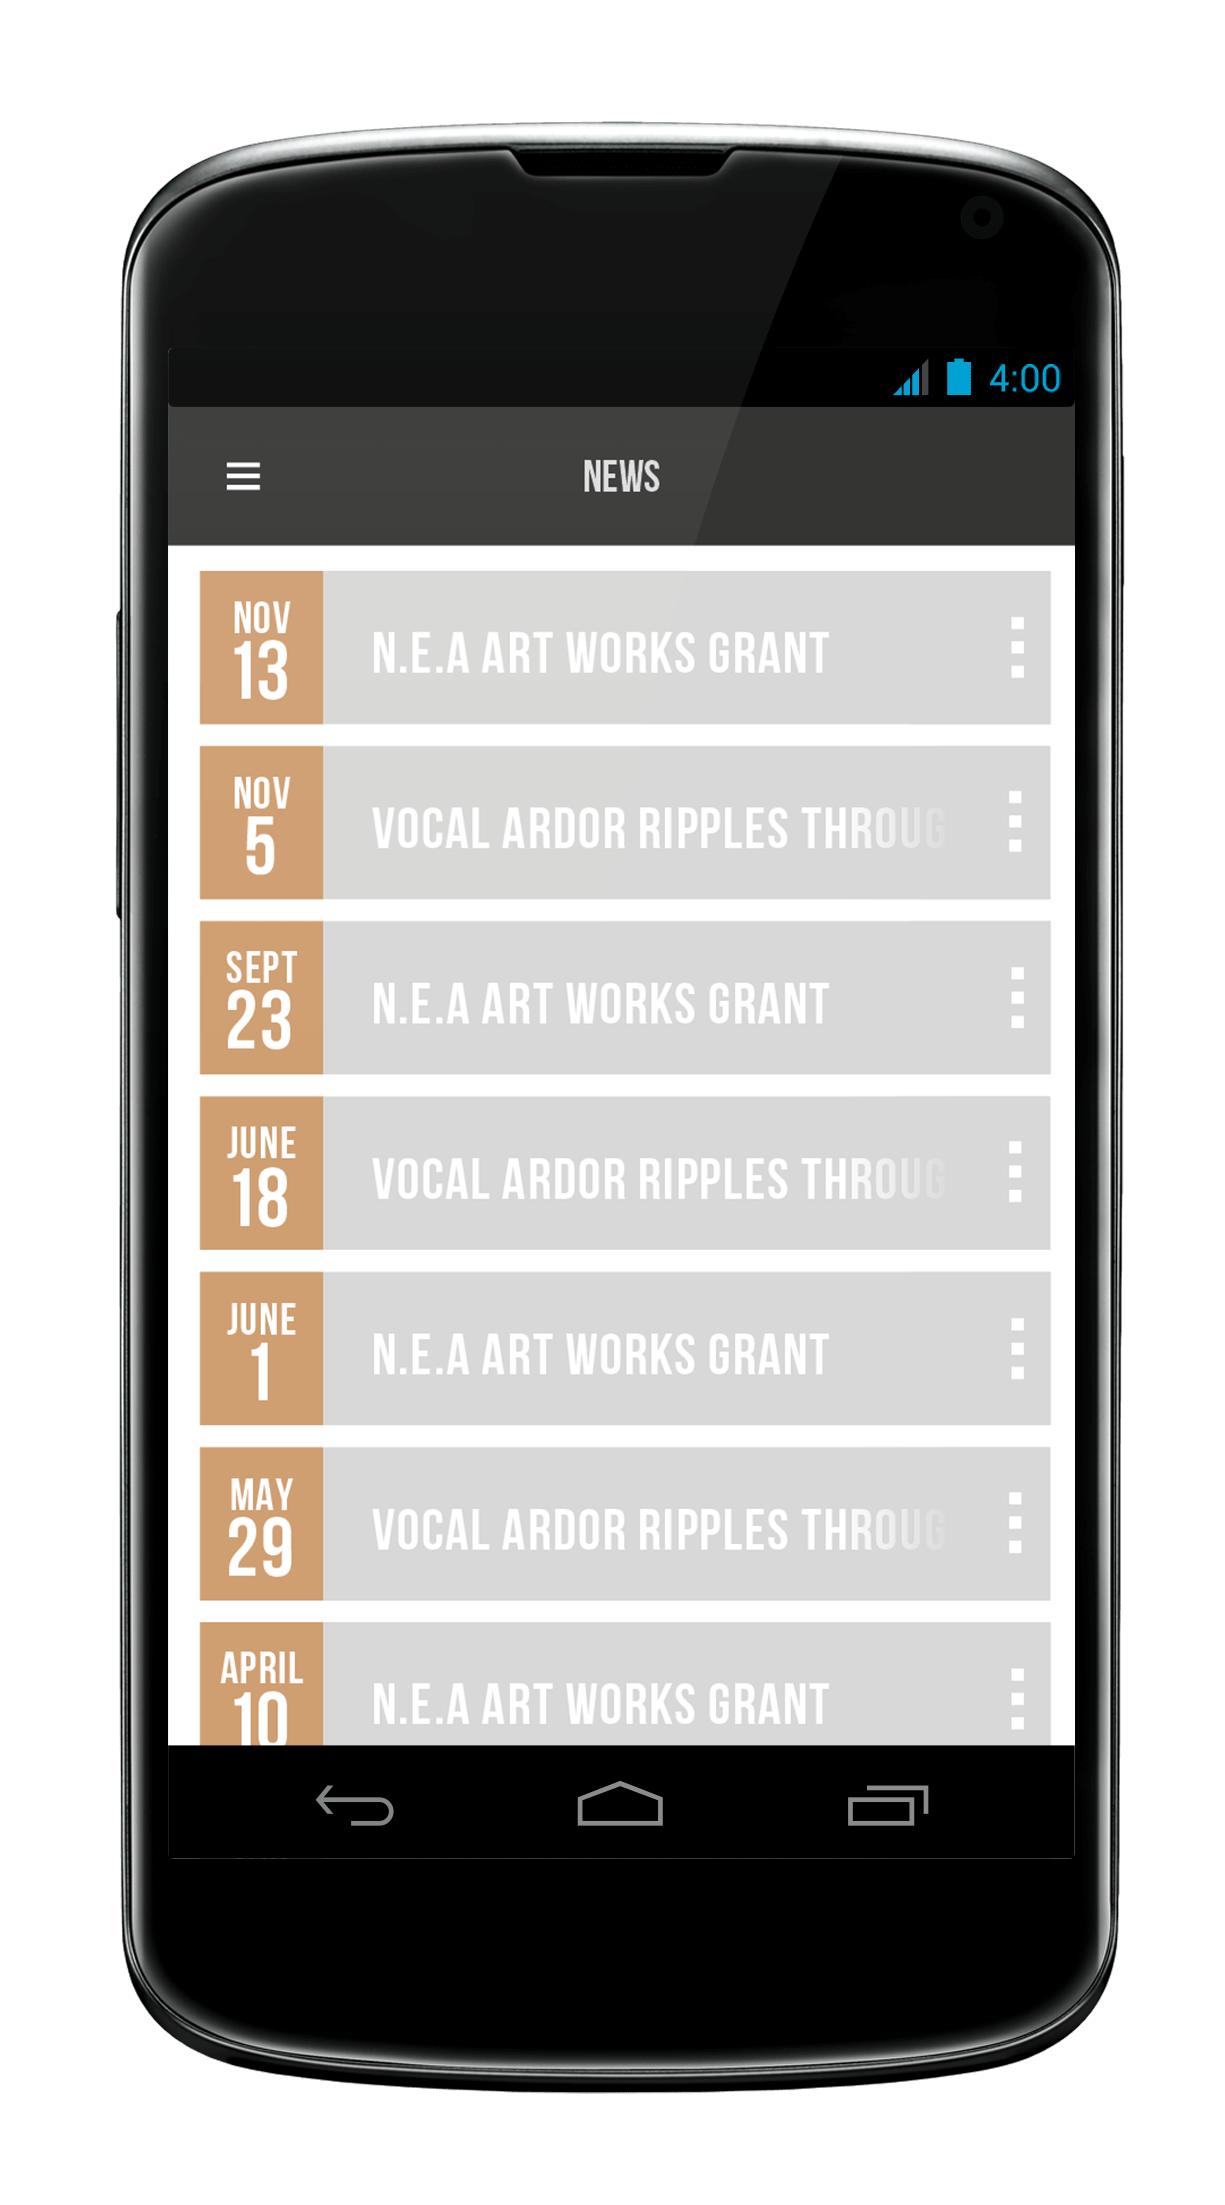 4:00
NEWS
NOV
13
N.E.A ART WORKS GRANT
NOV
5
VOCAL ARDOR RIPPLES THROUG
SEPT
23
N.E.A ART WORKS GRANT
JUNE
18
VOCAL ARDOR RIPPLES THROUG
JUNE
1
N.E.A ART WORKS GRANT
MAY
29
VOCAL ARDOR RIPPLES THROUG
APRIL
10
N.E.A ART WORKS GRANT